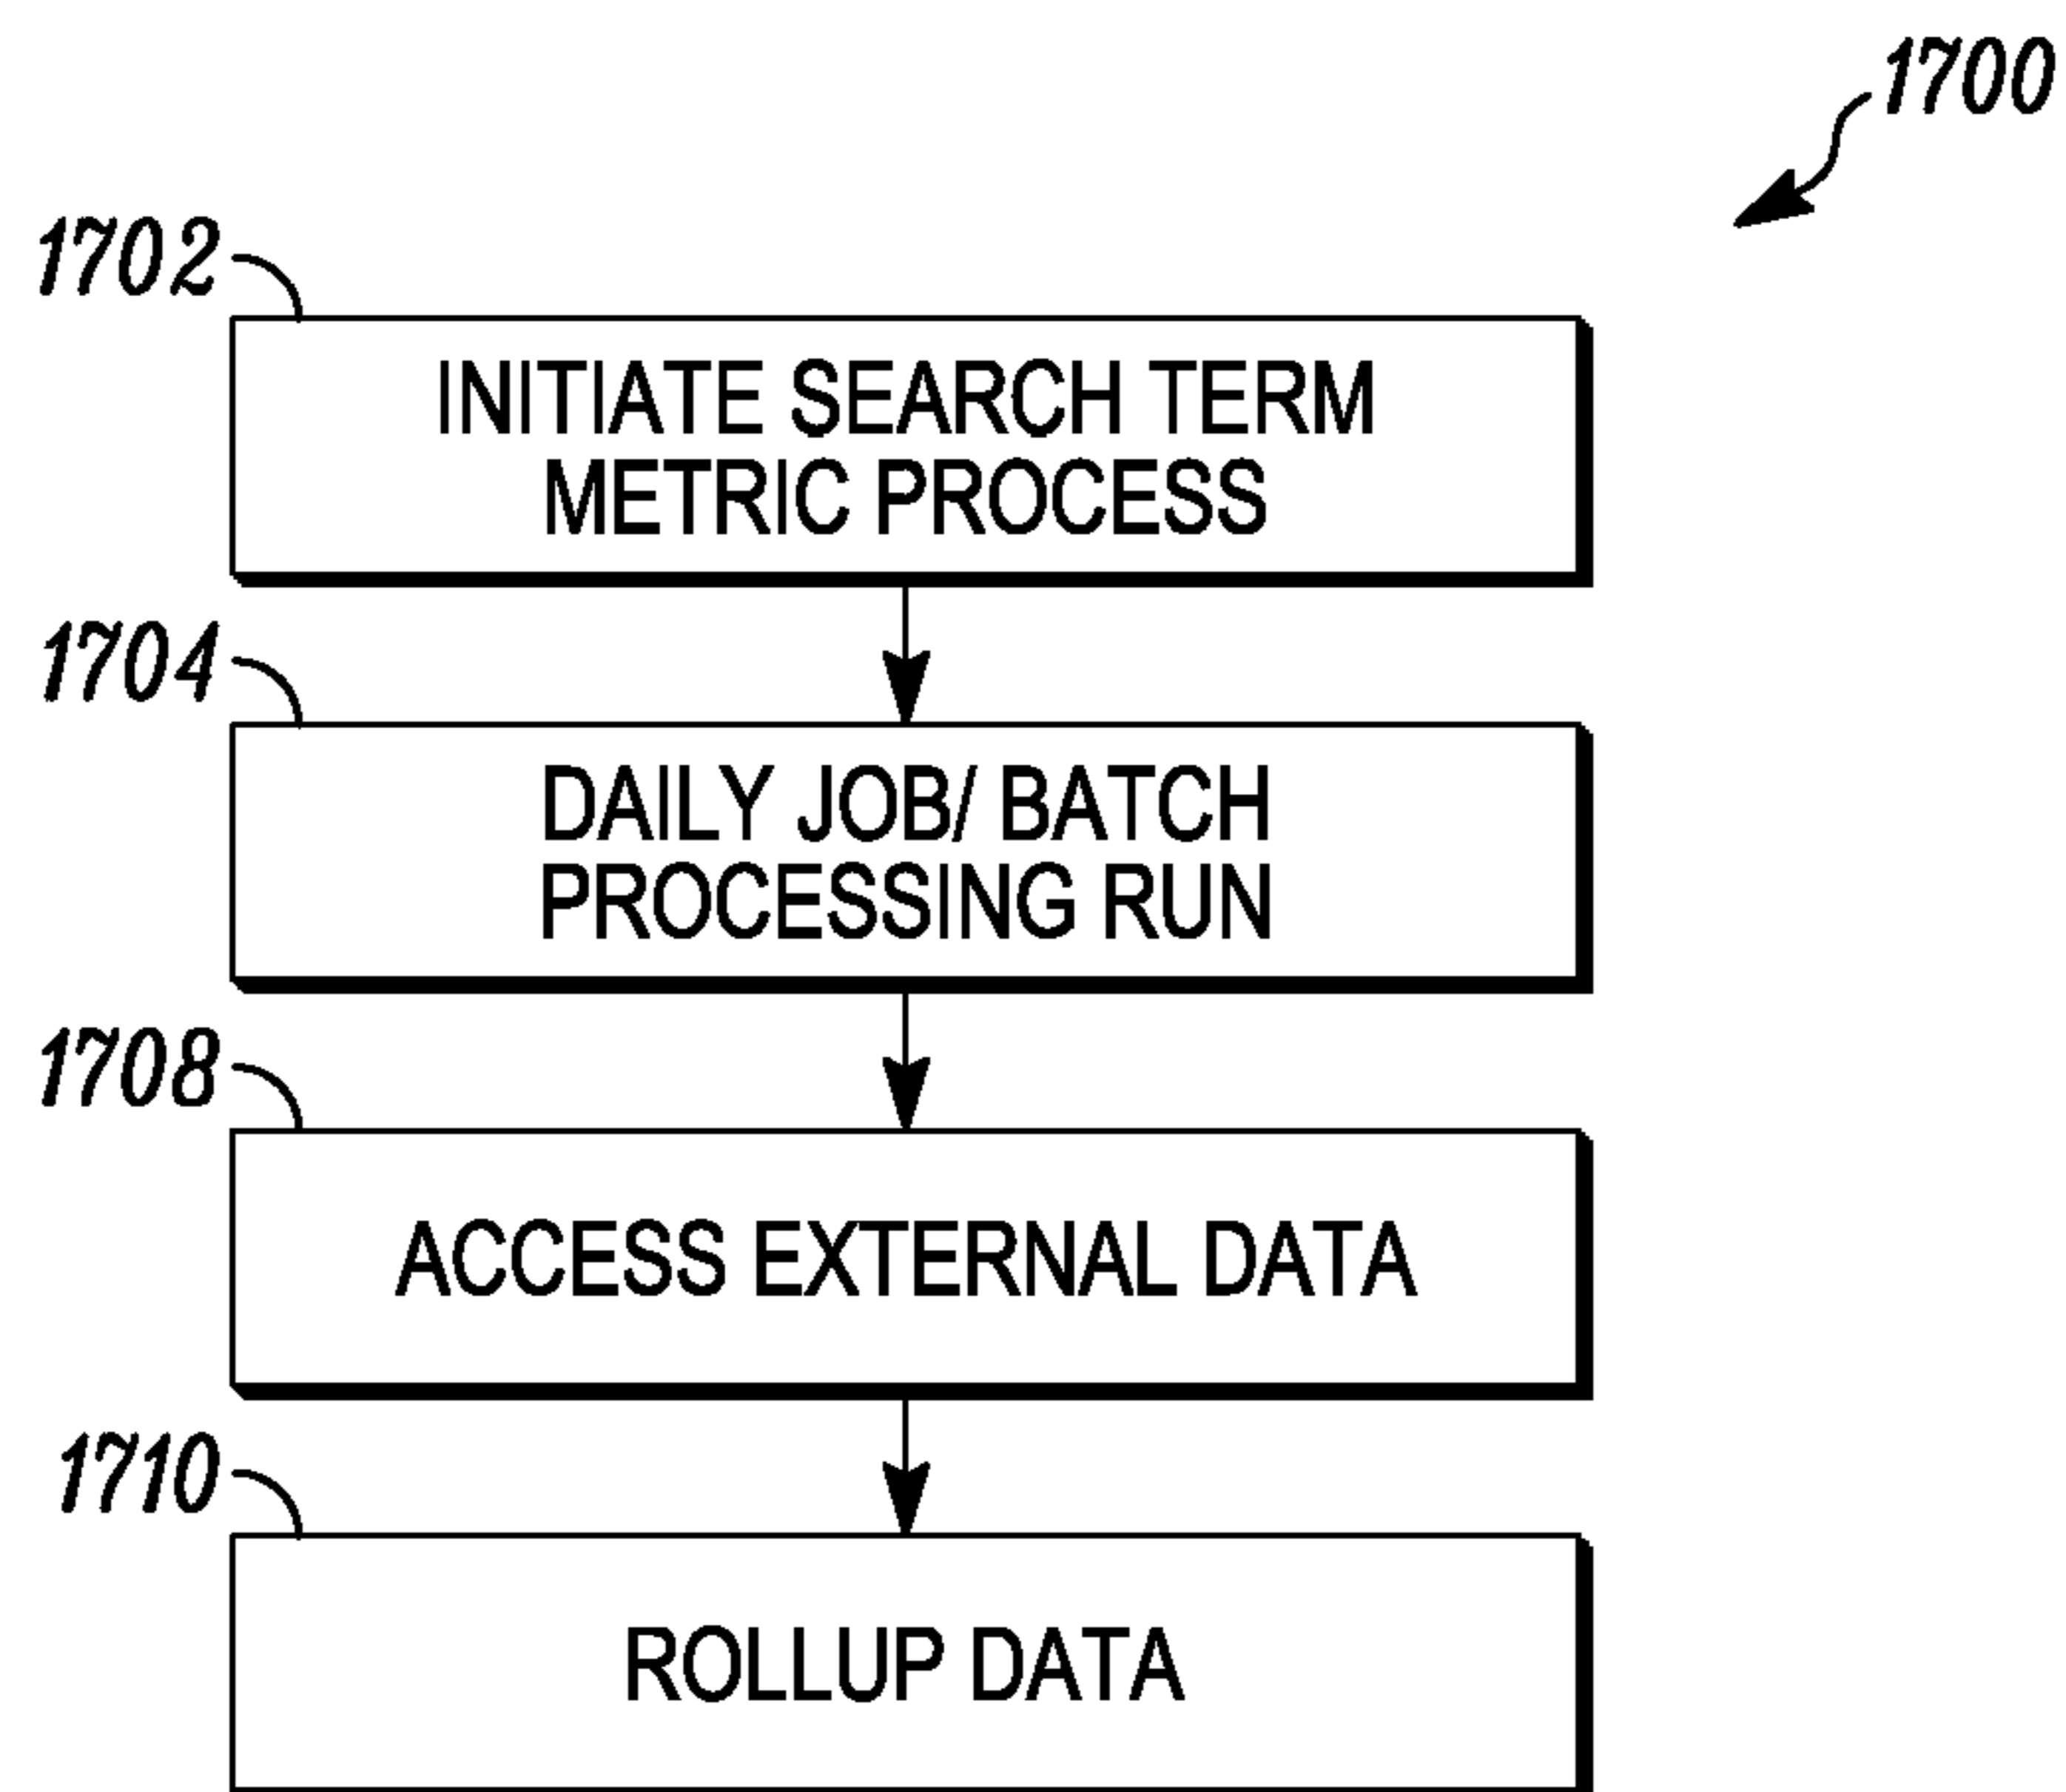 1700
1702
INITIATE SEARCH TERM
METRIC PROCESS
1704
DAILY JOB/ BATCH
PROCESSING RUN
1708
ACCESS EXTERNAL DATA
1710
ROLLUP DATA